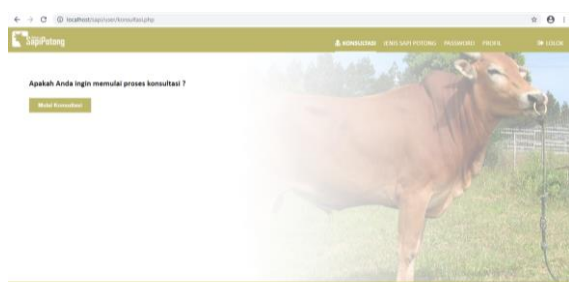 localhost/sapi/user/konsultasi.php
SapiPotong
KONSULTASI JENIS SAPI POTONG PASSWORD PROFIL LOGIN
Apakah Anda ingin memulai proses konsultasi ?
Mulai Konsultasi